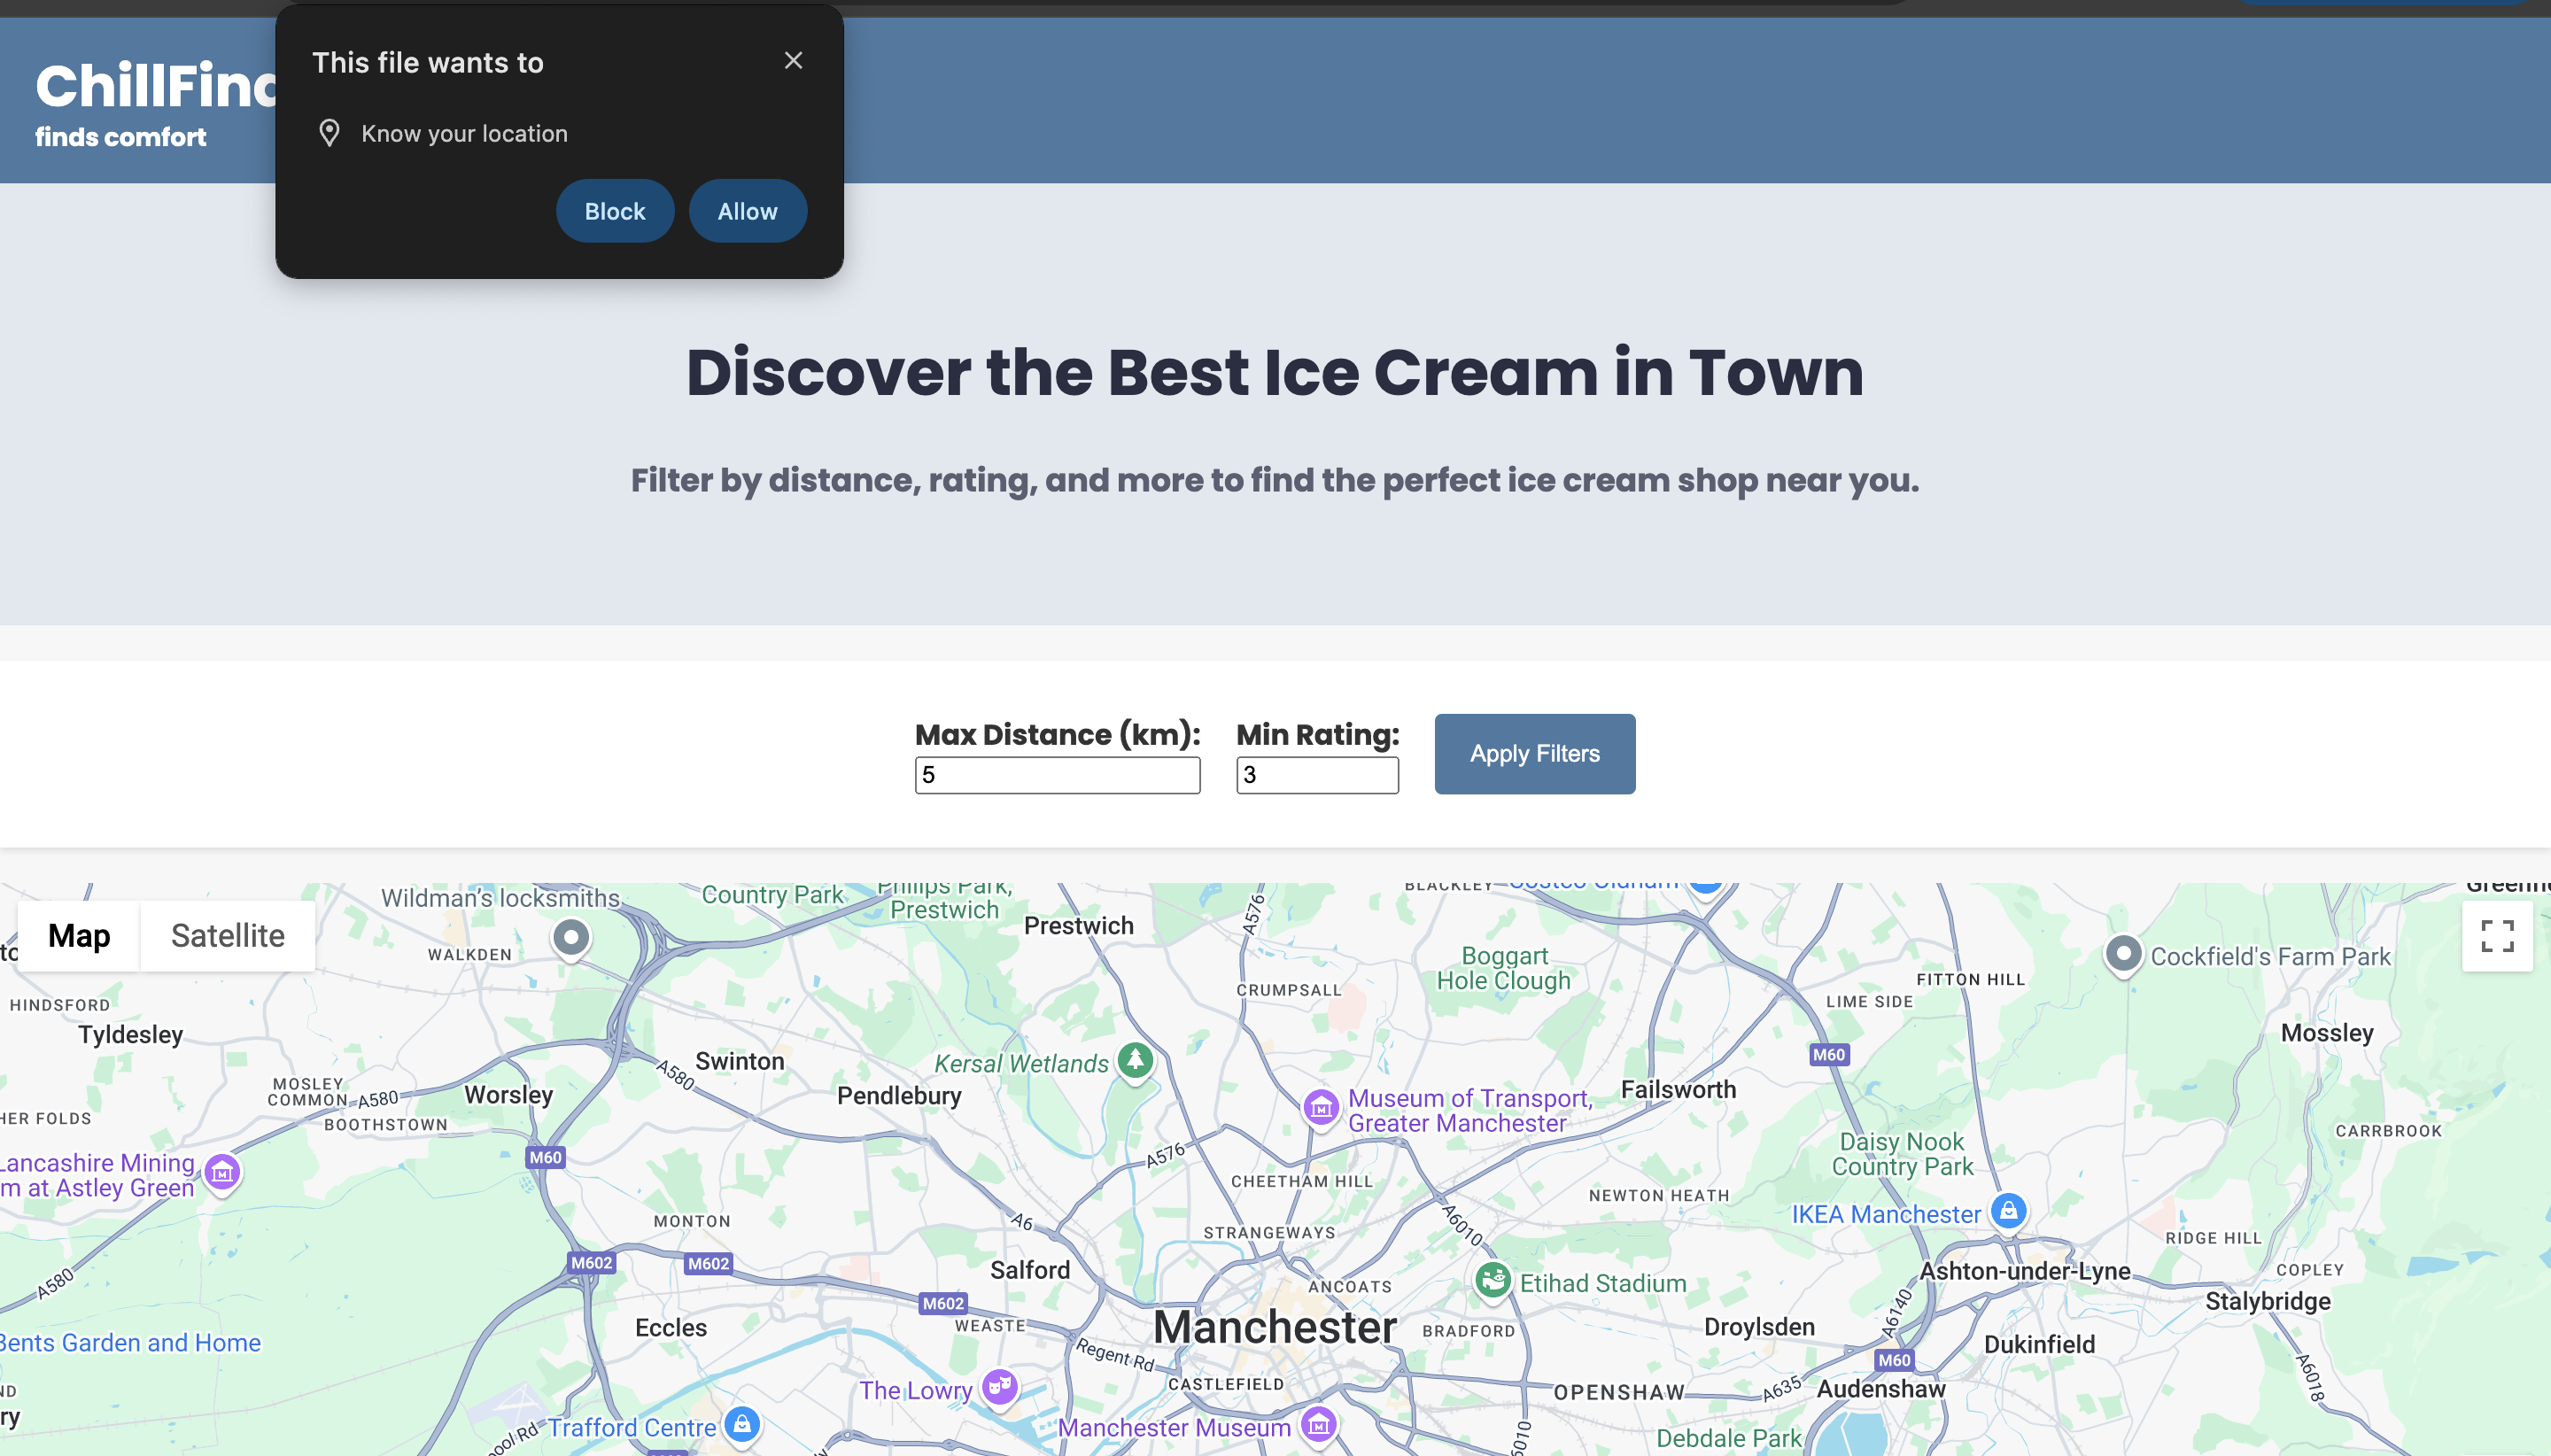 This file wants to
Know your location
Block
Allow
finds comfort
Discover the Best Ice Cream in Town
Filter by distance, rating, and more to find the perfect ice cream shop near you.
Max Distance (km):
5
Min Rating:
3
Apply Filters
Map
Satellite
Wildman's locksmiths
WALKDEN
Country Park
Philips Park,
Prestwich
Prestwich
A576
BLACKLEY
Costco Oldham
Boggart
Hole Clough
CRUMPSALL
FITTON HILL
LIME SIDE
Cockfield's Farm Park
Mossley
HINDSFORD
Tyldesley
MOSLEY
COMMON
A580
BOOTHSTOWN
Worsley
Swinton
A580
Pendlebury
Kersal Wetlands
Museum of Transport,
Greater Manchester
Failsworth
M60
Daisy Nook
Country Park
CARRBROOK
HER FOLDS
Lancashire Mining
m at Astley Green
M60
A576
CHEETHAM HILL
NEWTON HEATH
IKEA Manchester
MONTON
A6
STRANGEWAYS
A6010
RIDGE HILL
M602
M602
Salford
ANCOATS
Etihad Stadium
Ashton-under-Lyne
COPLEY
Stalybridge
A580
M602
WEASTE
Eccles
Manchester
BRADFORD
Droylsden
A6140
Dukinfield
Bents Garden and Home
Regent Rd
CASTLEFIELD
M60
The Lowry
OPENSHAW
A635
Audenshaw
A6018
Trafford Centre
Manchester Museum
Debdale Park